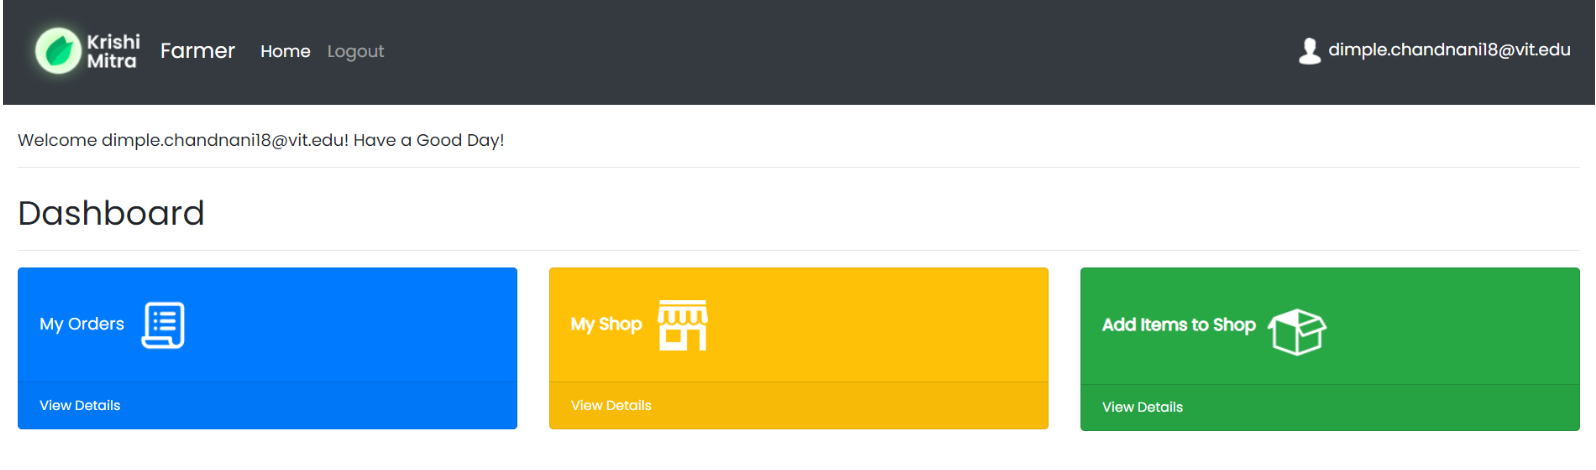 Krishi
Mitra
Farmer Home Logout dimple.chandnani18@vit.edu
Welcome dimple.chandnani18@vit.edu! Have a Good Day!
Dashboard
My Orders
View Details
My Shop
View Details
Add Items to Shop
View Details